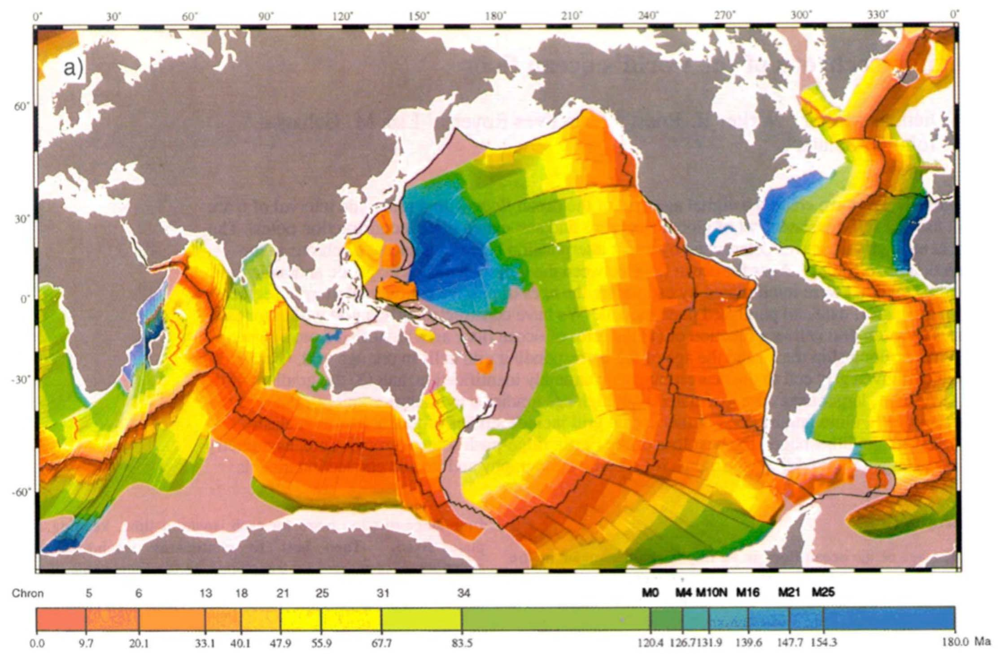 0° 30° 60° 90° 120° 150° 180° 210° 240° 270° 300° 330° 0°
a)
60°
30°
0°
-30°
-60°
Chron 5 6 13 18 21 25 31 34 M0 M4 M10N M16 M21 M25
0.0 9.7 20.1 33.1 40.1 47.9 55.9 67.7 83.5 120.4 126.7 131.9 139.6 147.7 154.3 180.0 Ma